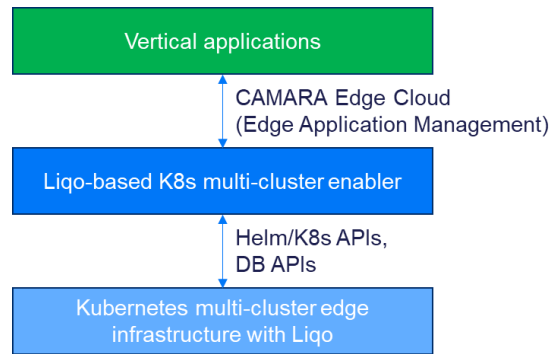 Vertical applications
CAMARA Edge Cloud
(Edge Application Management)
Liqo-based K8s multi-cluster enabler
Helm/K8s APIs,
DB APIs
Kubernetes multi-cluster edge
infrastructure with Liqo